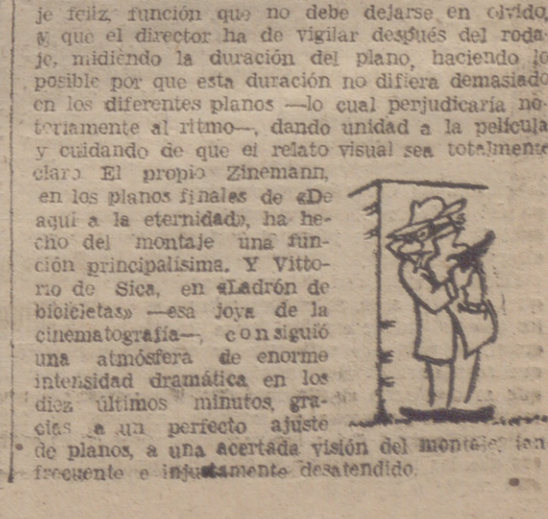 je feliz, función que no debe dejarse en olvido,
y que el director ha de vigilar después del roda-
je, midiendo la duración del plano, haciendo lo
posible por que esta duración no difiera demasiado
en los diferentes planos —lo cual perjudicaría no-
toriamente al ritmo—, dando unidad a la película
y cuidando de que el relato visual sea totalmente
claro El propio Zinemann,
en los planos finales de «De
aquí a la eternidad», ha he-
cho del montaje una fun-
ción principalísima. Y Vitto-
rio de Sica, en «Ladrón de
bicicletas» —esa joya de la
cinematografía—, consiguió
una atmósfera de enorme
intensidad dramática en los
diez últimos minutos, gra-
cias a un perfecto ajuste
de planos, a una acertada visión del montaje, tan
frecuente e injustamente desatendido.